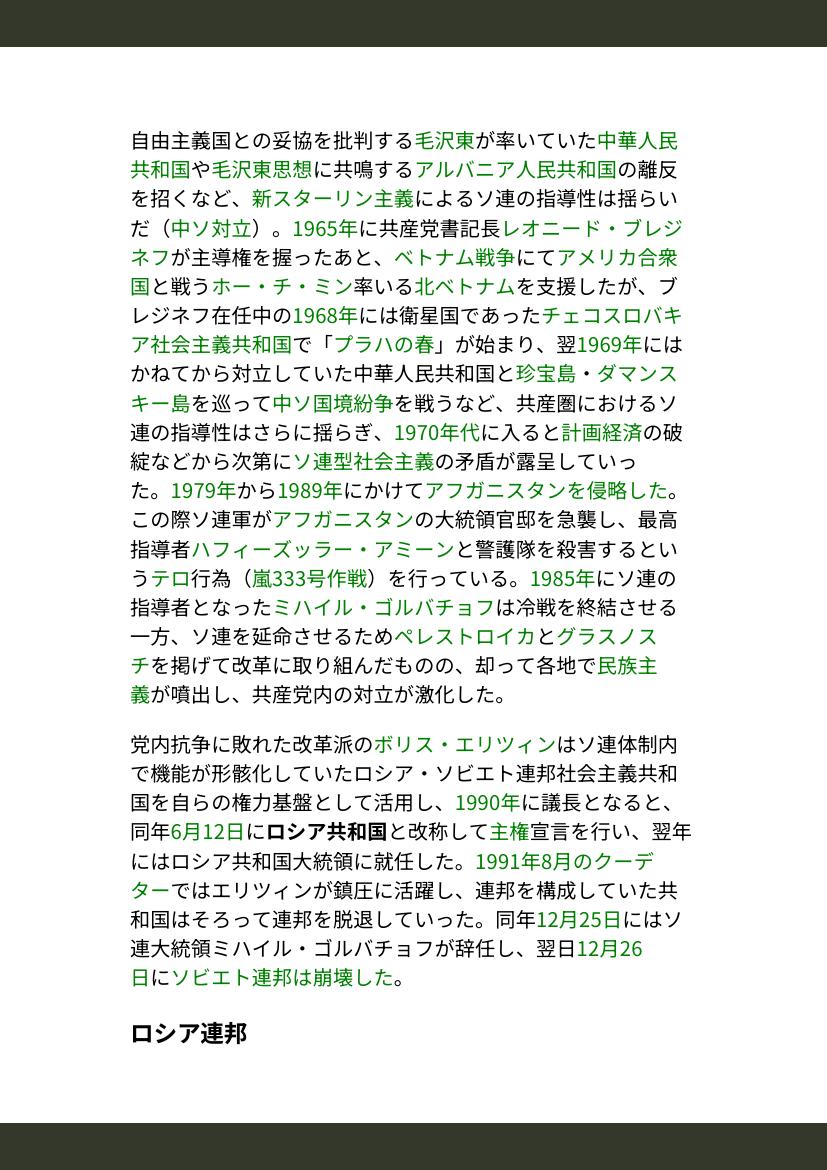 自由主義国との妥協を批判する毛沢東が率いていた中華人民
共和国や毛沢東思想に共鳴するアルバニア人民共和国の離反
を招くなど、新スターリン主義によるソ連の指導性は揺らい
だ（中ソ対立）。1965年に共産党書記長レオニード・ブレジ
ネフが主導権を握ったあと、ベトナム戦争にてアメリカ合衆
国と戦うホー・チ・ミン率いる北ベトナムを支援したが、ブ
レジネフ在任中の1968年には衛星国であったチェコスロバキ
ア社会主義共和国で「プラハの春」が始まり、翌1969年には
かねてから対立していた中華人民共和国と珍宝島・ダマンス
キー島を巡って中ソ国境紛争を戦うなど、共産圏におけるソ
連の指導性はさらに揺らぎ、1970年代に入ると計画経済の破
綻などから次第にソ連型社会主義の矛盾が露呈していっ
た。1979年から1989年にかけてアフガニスタンを侵略した。
この際ソ連軍がアフガニスタンの大統領官邸を急襲し、最高
指導者ハフィーズッラー・アミーンと警護隊を殺害するとい
うテロ行為（嵐333号作戦）を行っている。1985年にソ連の
指導者となったミハイル・ゴルバチョフは冷戦を終結させる
一方、ソ連を延命させるためペレストロイカとグラスノス
チを掲げて改革に取り組んだものの、却って各地で民族主
義が噴出し、共産党内の対立が激化した。
党内抗争に敗れた改革派のボリス・エリツィンはソ連体制内
で機能が形骸化していたロシア・ソビエト連邦社会主義共和
国を自らの権力基盤として活用し、1990年に議長となると、
同年6月12日にロシア共和国と改称して主権宣言を行い、翌年
にはロシア共和国大統領に就任した。1991年8月のクーデ
ターではエリツィンが鎮圧に活躍し、連邦を構成していた共
和国はそろって連邦を脱退していった。同年12月25日にはソ
連大統領ミハイル・ゴルバチョフが辞任し、翌日12月26
日にソビエト連邦は崩壊した。
ロシア連邦